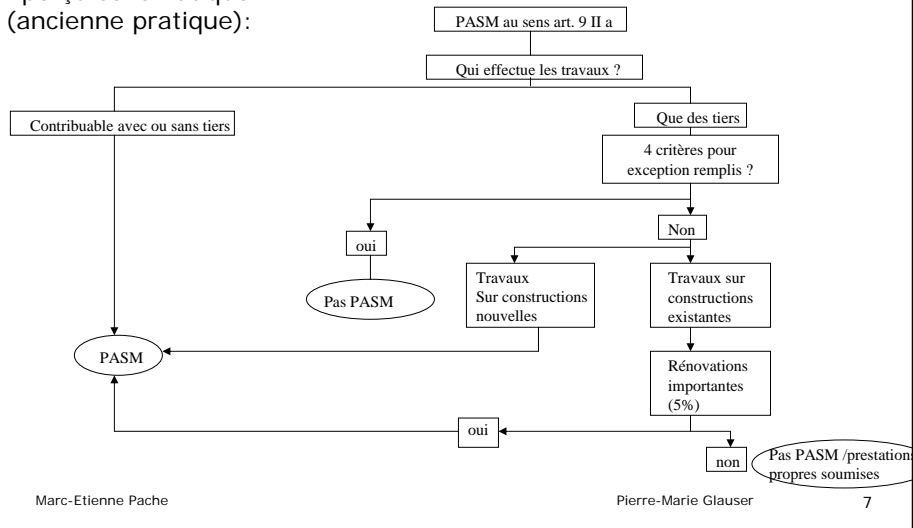 (ancienne pratique):
PASM au sens art. 9 II a
Qui effectue les travaux ?
Contribuable avec ou sans tiers
Que des tiers
4 critères pour
exception remplis ?
oui
Non
Pas PASM
Travaux
Sur constructions
nouvelles
Travaux sur
constructions
existantes
PASM
Rénovations
importantes
(5%)
oui
non
Pas PASM /prestations
propres soumises
Marc-Etienne Pache
Pierre-Marie Glauser
7